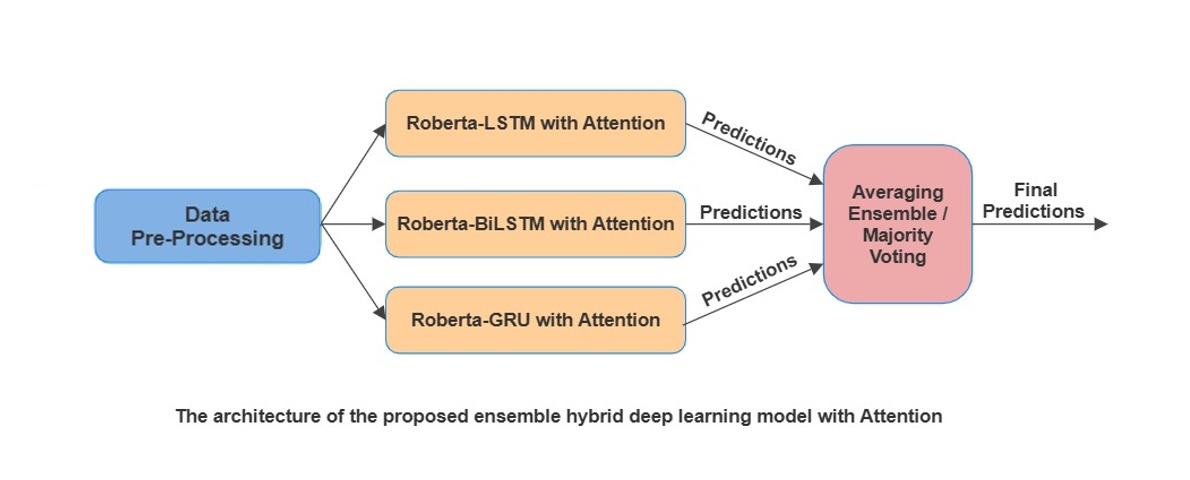 Roberta-LSTM with Attention
Predictions
Data
Pre-Processing
Roberta-BiLSTM with Attention
Predictions
Averaging
Ensemble /
Majority
Voting
Final
Predictions
Roberta-GRU with Attention
Predictions
The architecture of the proposed ensemble hybrid deep learning model with Attention